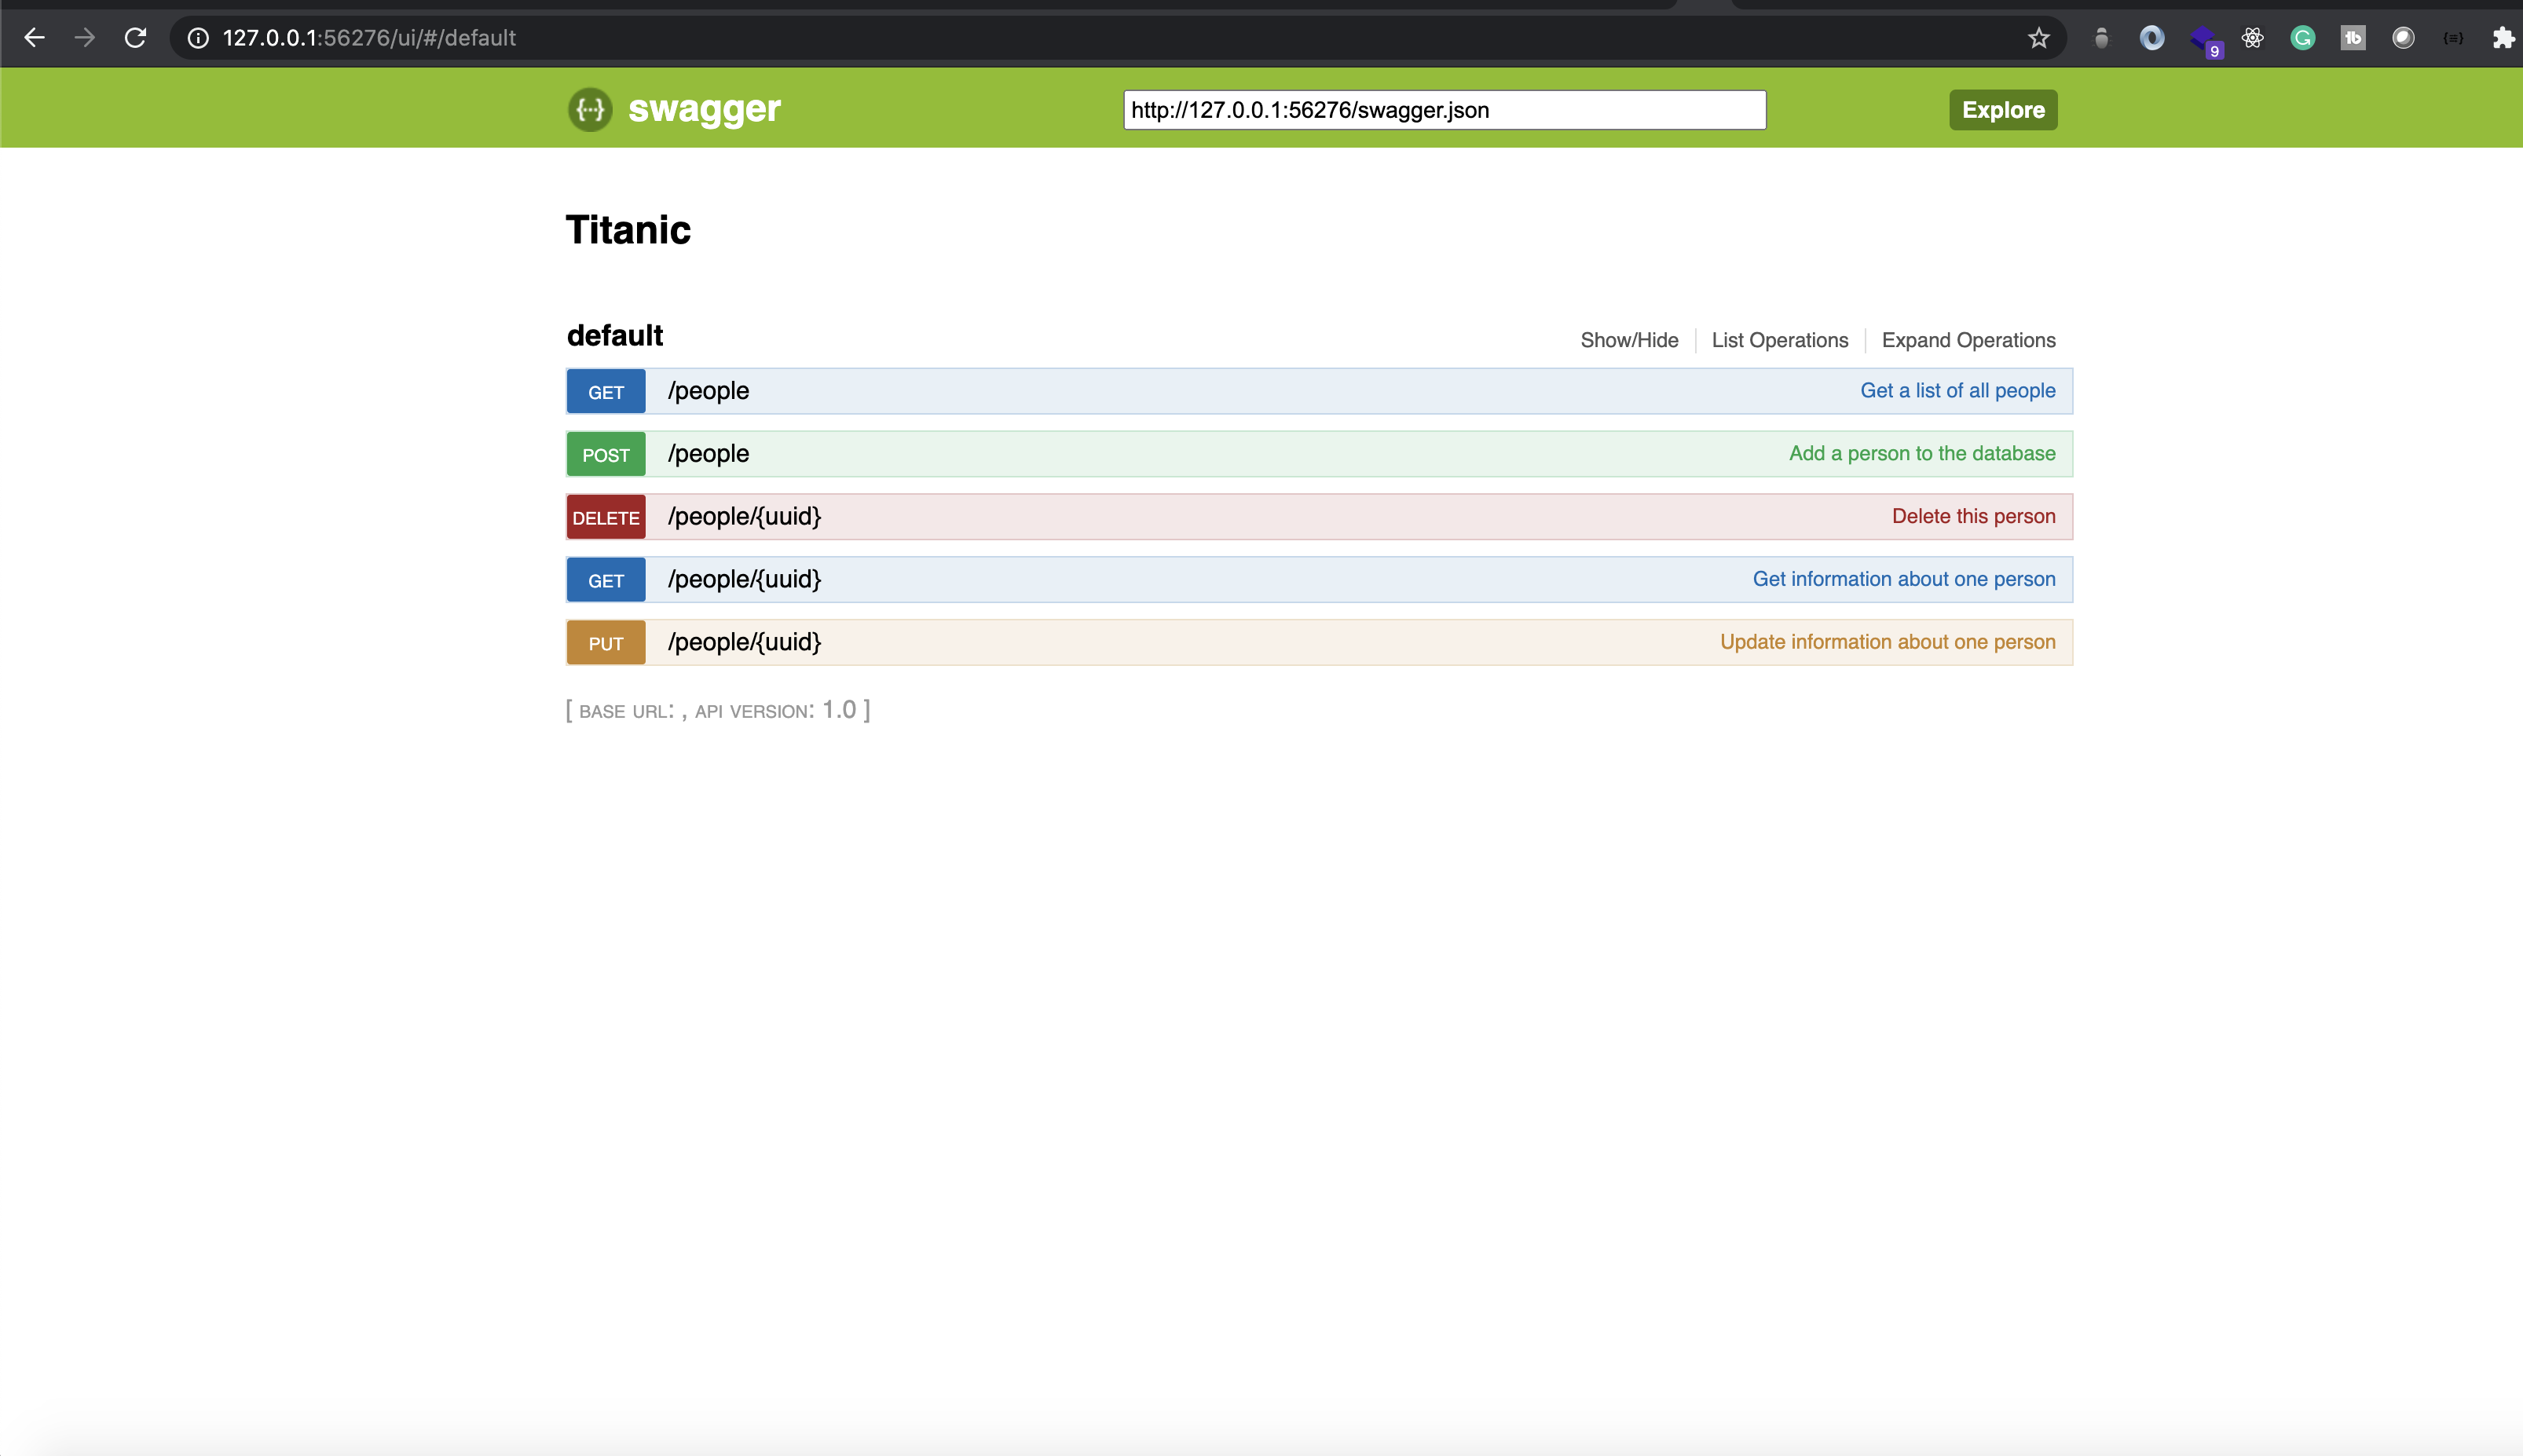 127.0.0.1:56276/ui/#/default
9
{≡}
{···} swagger http://127.0.0.1:56276/swagger.json Explore
Titanic
default Show/Hide List Operations Expand Operations
GET /people Get a list of all people
POST /people Add a person to the database
DELETE /people/{uuid} Delete this person
GET /people/{uuid} Get information about one person
PUT /people/{uuid} Update information about one person
[ BASE URL: , API VERSION: 1.0 ]